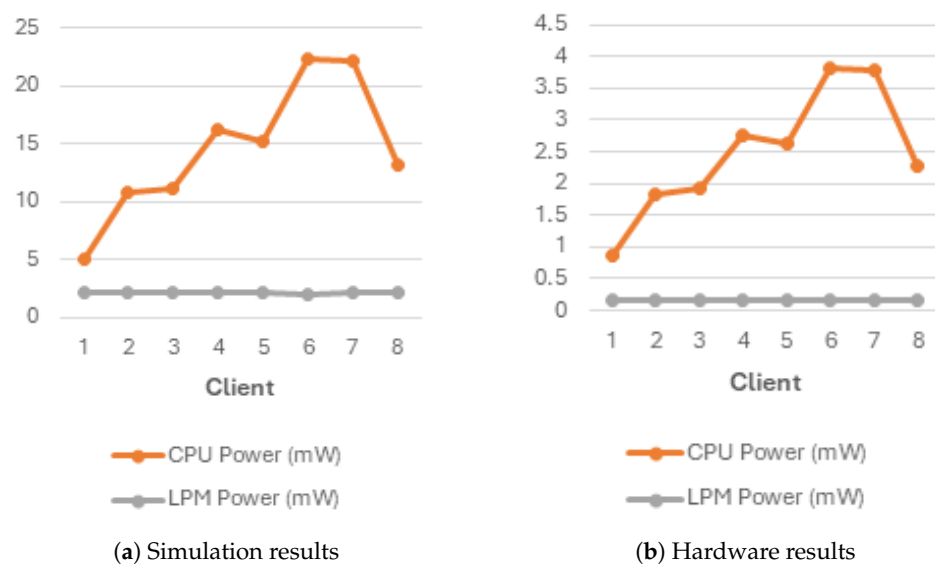 25
20
15
10
5
0
1 2 3 4 5 6 7 8
Client
CPU Power (mW)
LPM Power (mW)
(a) Simulation results
4.5
4
3.5
3
2.5
2
1.5
1
0.5
0
1 2 3 4 5 6 7 8
Client
CPU Power (mW)
LPM Power (mW)
(b) Hardware results